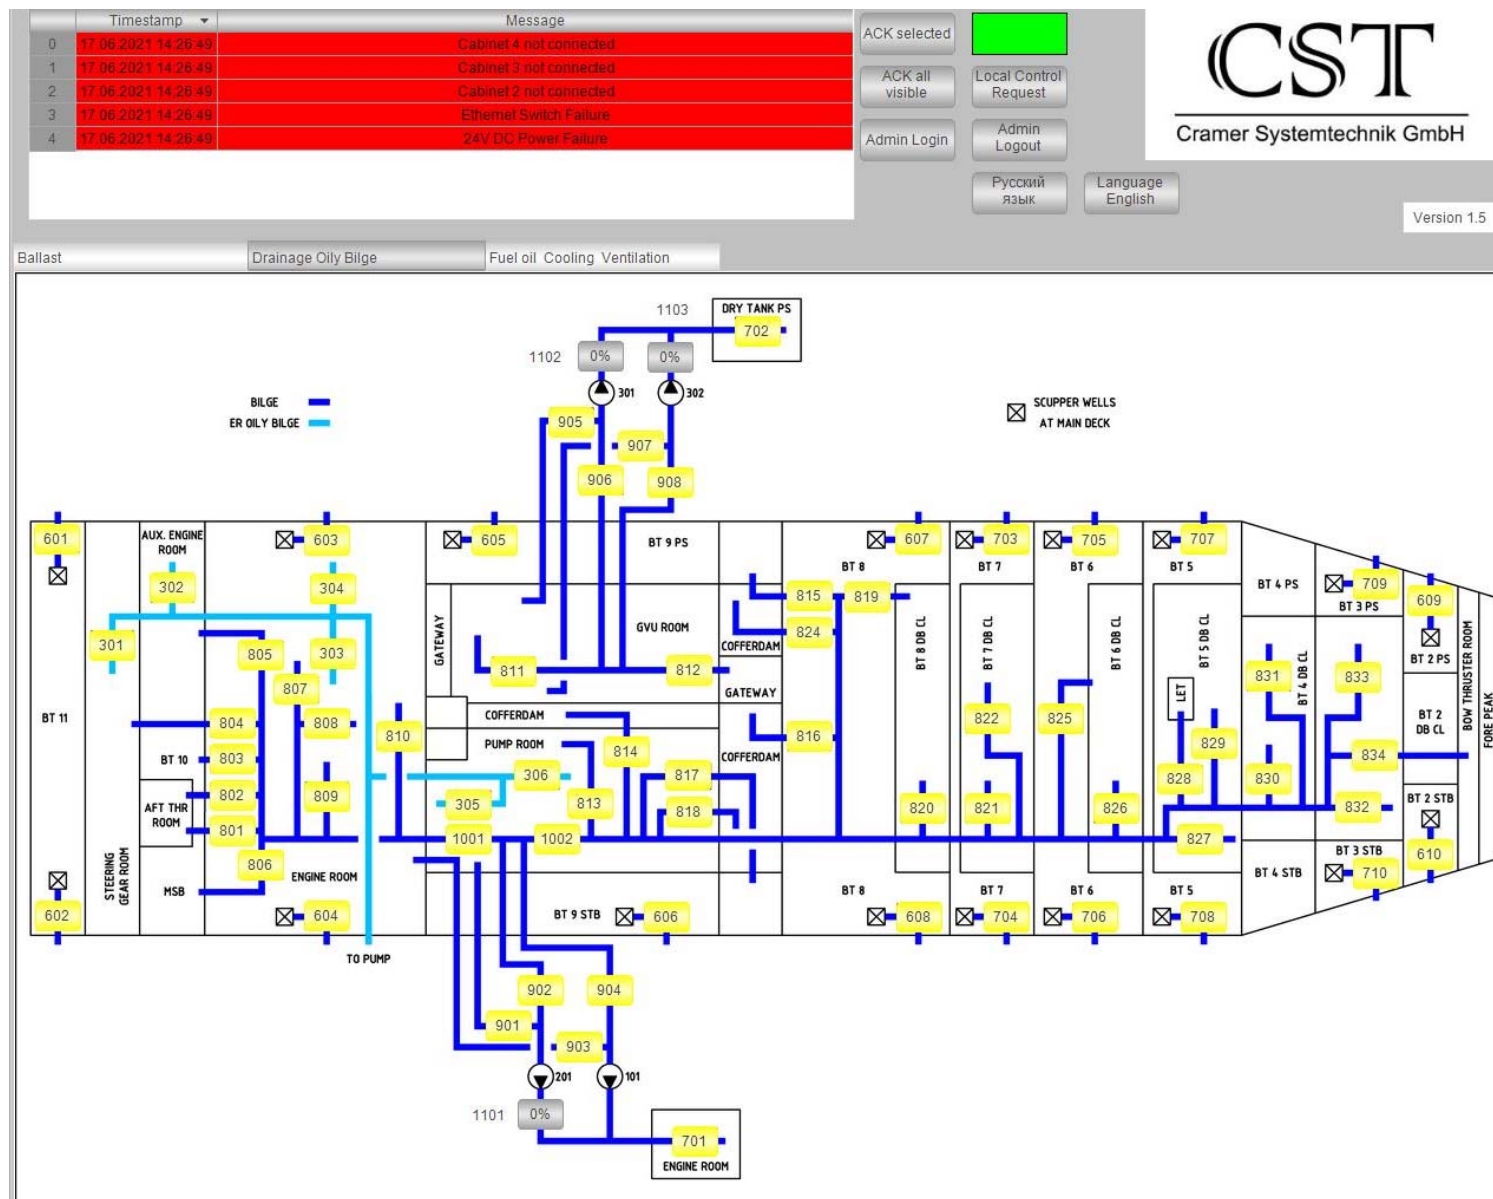 Timestamp Message
0 17.06.2021 14:26:49 Cabinet 4 not connected
1 17.06.2021 14:26:49 Cabinet 3 not connected
2 17.06.2021 14:26:49 Cabinet 2 not connected
3 17.06.2021 14:26:49 Ethernet Switch Failure
4 17.06.2021 14:26:49 24V DC Power Failure
ACK selected
ACK all
visible
Local Control
Request
Admin Login
Admin
Logout
Русский
язык
Language
English
CST
Cramer Systemtechnik GmbH
Version 1.5
Ballast
Drainage Oily Bilge
Fuel oil Cooling Ventilation
1103
DRY TANK PS
702
1102
0%
0%
301
302
BILGE
ER OILY BILGE
SCUPPER WELLS
AT MAIN DECK
905
907
906
908
601
AUX. ENGINE
ROOM
603
605
BT 9 PS
607
703
705
707
BT 8
BT 7
BT 6
BT 5
BT 4 PS
709
BT 3 PS
302
304
609
301
303
805
807
GATEWAY
GVU ROOM
815
819
824
COFFERDAM
811
812
GATEWAY
BT 8 DB CL
BT 7 DB CL
BT 6 DB CL
BT 5 DB CL
BT 4 DB CL
831
833
BT 2 PS
BOW THRUSTER ROOM
FORE PEAK
BT 11
804
808
803
BT 10
802
801
809
AFT THR
ROOM
806
810
COFFERDAM
PUMP ROOM
814
306
305
813
817
818
COFFERDAM
816
LET
822
825
829
828
830
834
832
BT 2
DB CL
BT 2 STB
820
821
826
1001
1002
827
STEERING
GEAR ROOM
MSB
ENGINE ROOM
BT 4 STB
BT 3 STB
710
610
602
604
BT 9 STB
606
BT 8
608
BT 7
704
BT 6
706
BT 5
708
TO PUMP
902
904
901
903
201
101
1101
0%
701
ENGINE ROOM